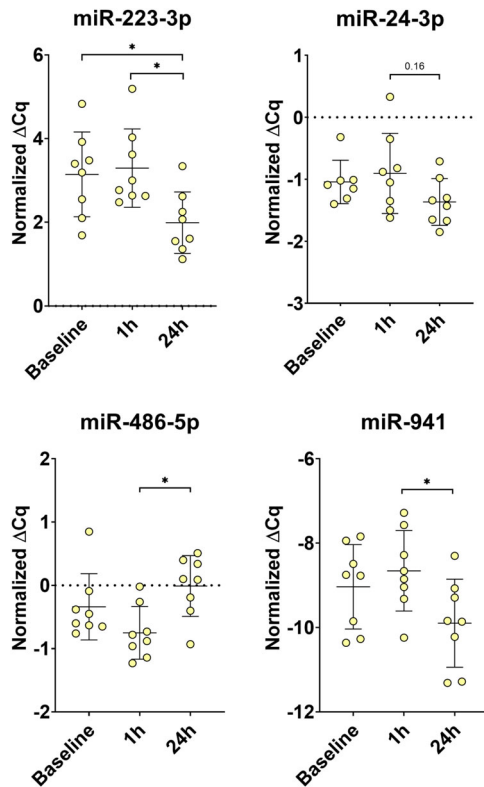 miR-223-3p
Normalized ΔCq
6
4
2
0
*
*
Baseline
1h
24h
miR-24-3p
Normalized ΔCq
1
0
-1
-2
-3
0.16
Baseline
1h
24h
miR-486-5p
Normalized ΔCq
2
1
0
-1
-2
*
Baseline
1h
24h
miR-941
Normalized ΔCq
-6
-8
-10
-12
*
Baseline
1h
24h